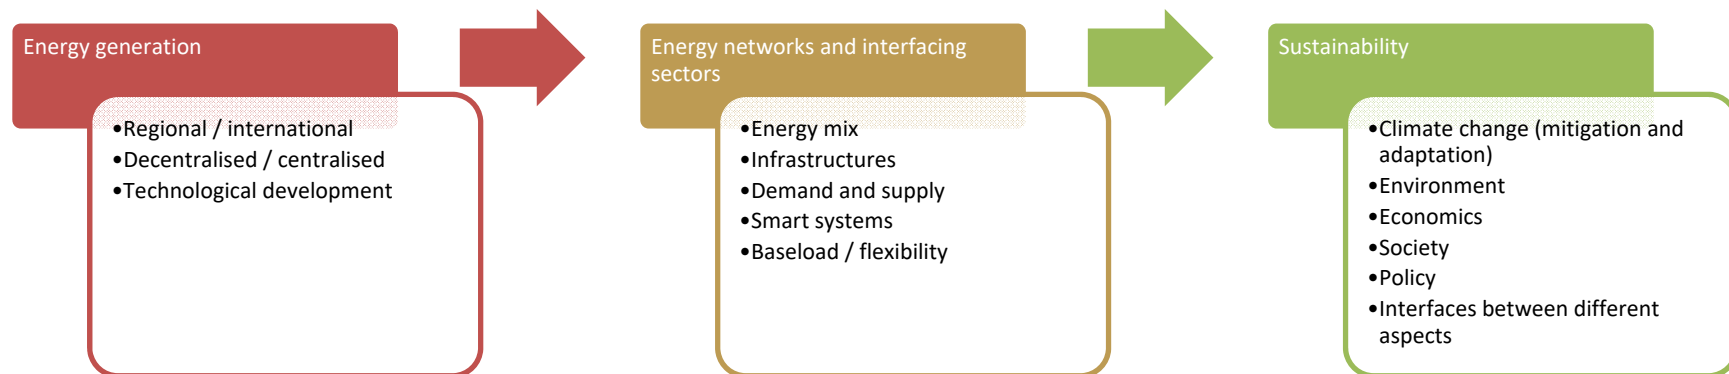 Energy generation
•Regional / international
•Decentralised / centralised
•Technological development
Energy networks and interfacing
sectors
•Energy mix
•Infrastructures
•Demand and supply
•Smart systems
•Baseload / flexibility
Sustainability
•Climate change (mitigation and
adaptation)
•Environment
•Economics
•Society
•Policy
•Interfaces between different
aspects